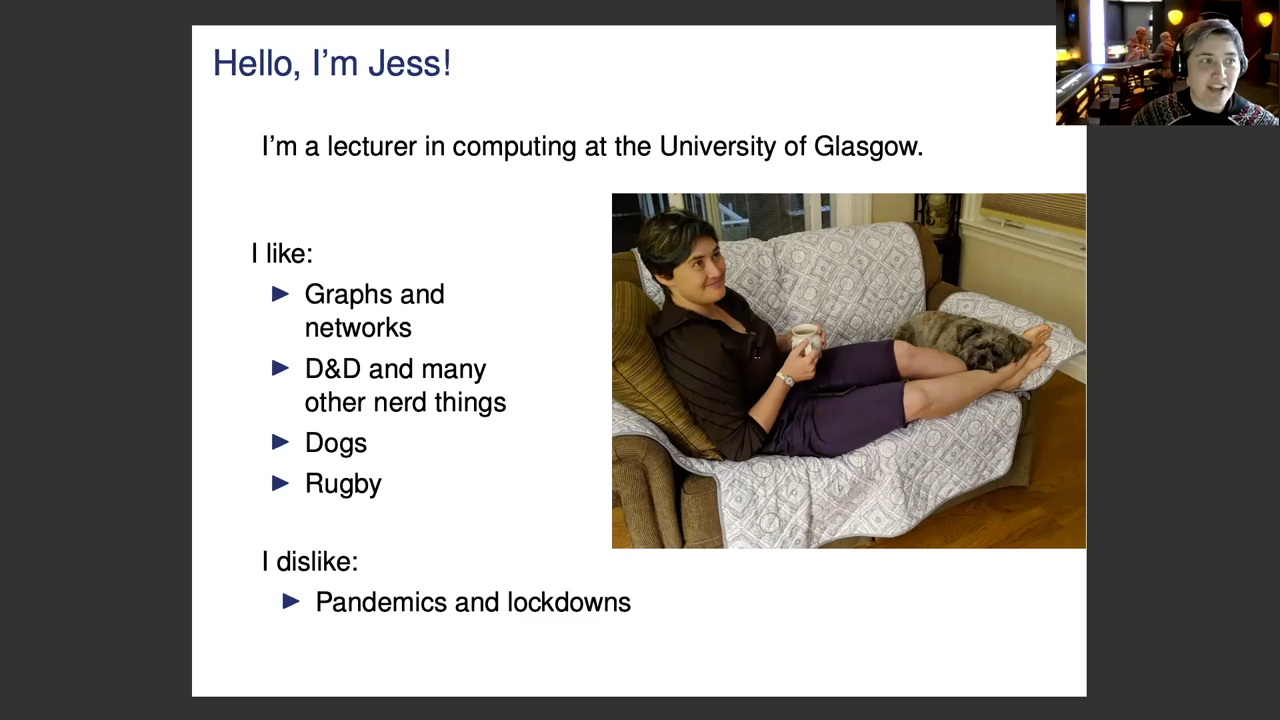 Hello, I'm Jess!
I'm a lecturer in computing at the University of Glasgow.
I like:
Graphs and
networks
D&D and many
other nerd things
Dogs
Rugby
I dislike:
Pandemics and lockdowns